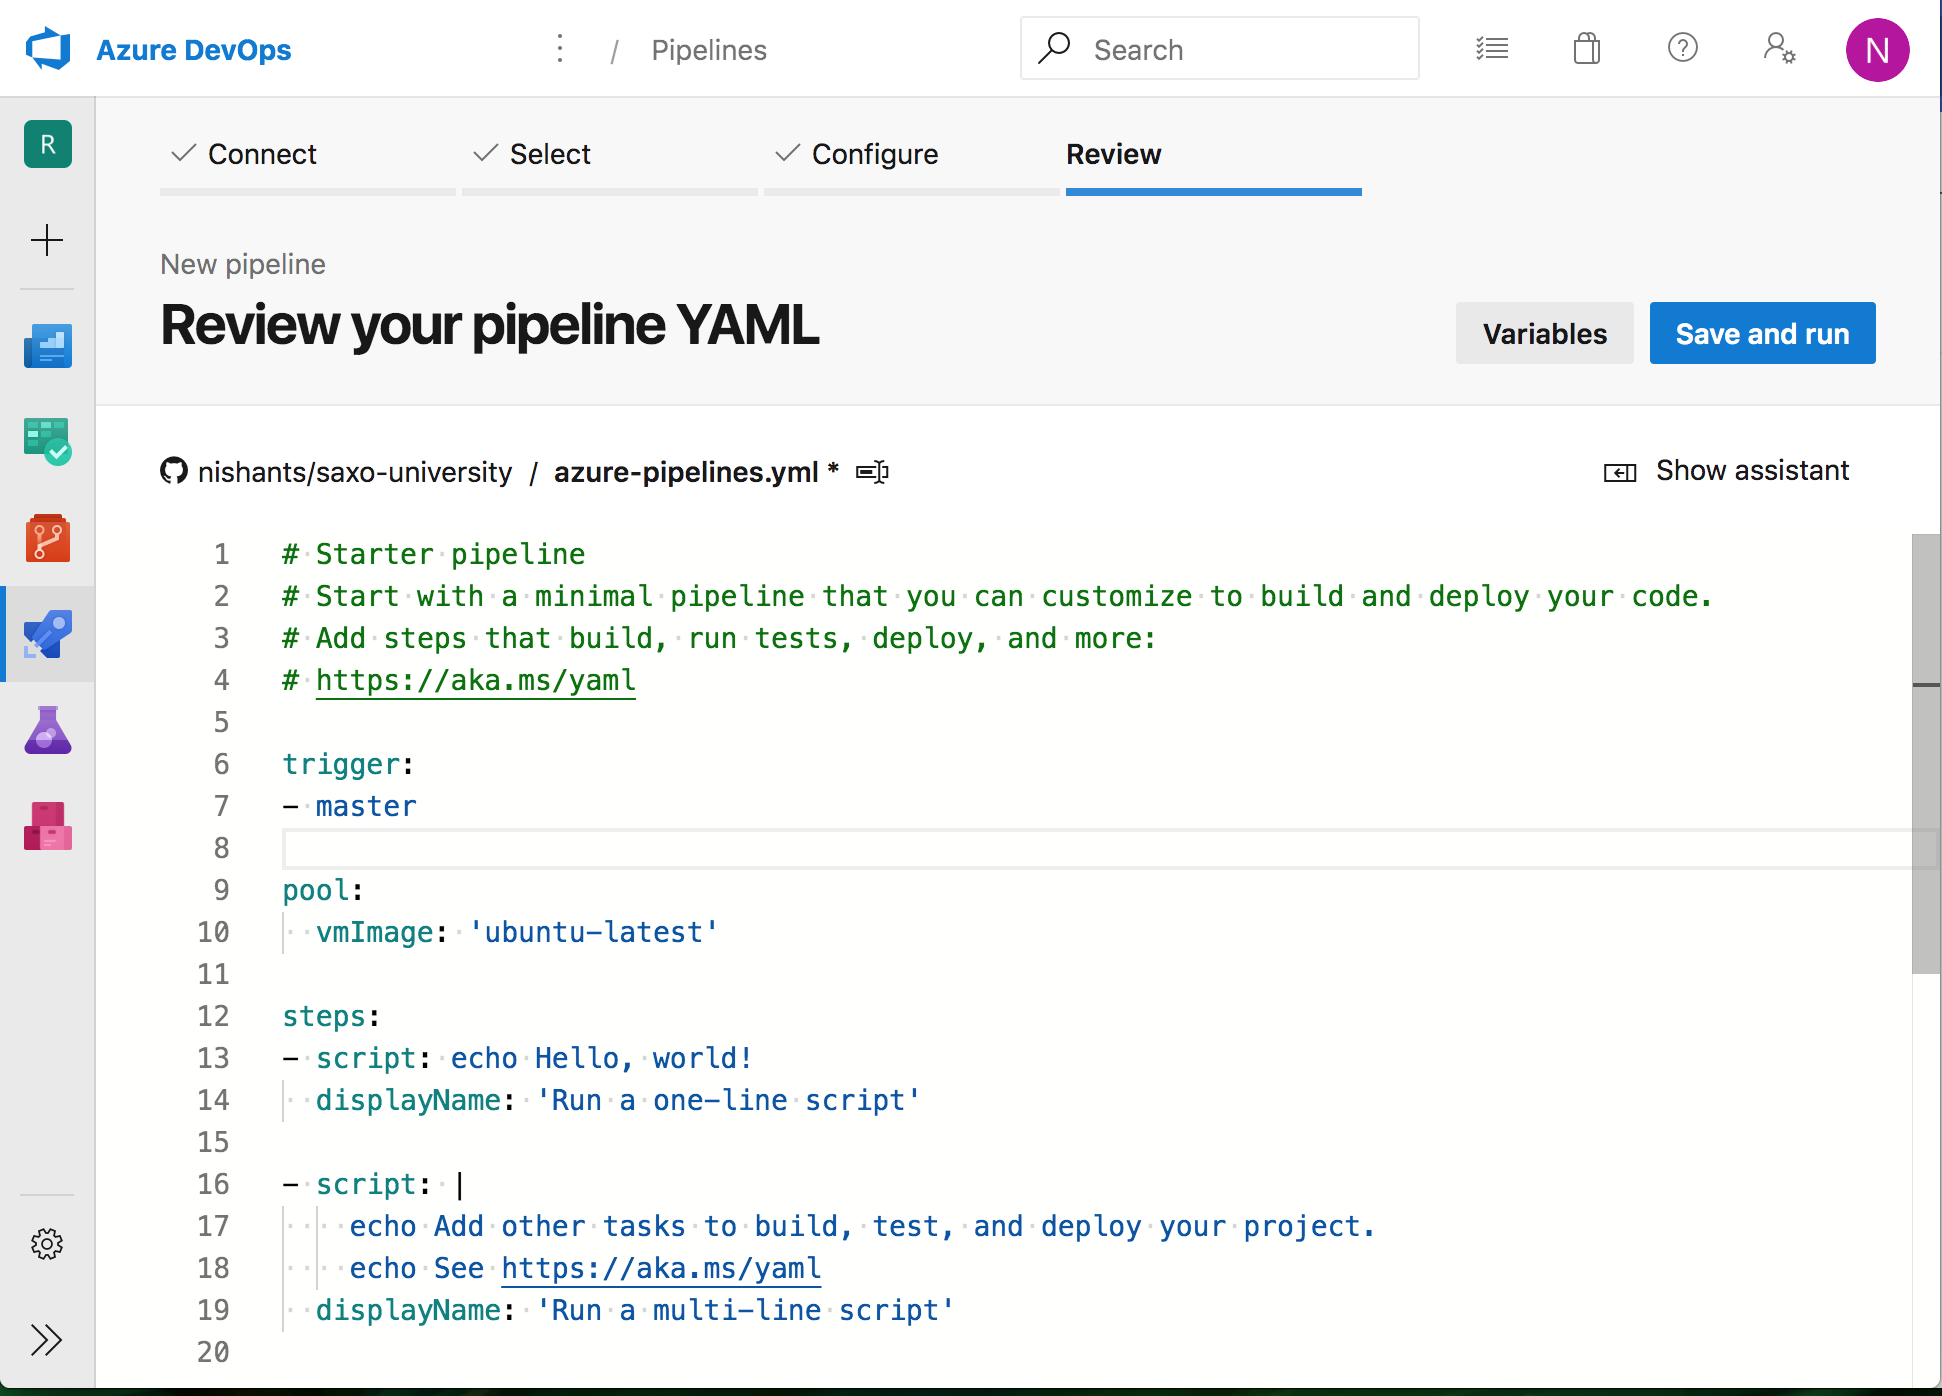 Azure DevOps
/ Pipelines
Search
N
R
Connect
Select
Configure
Review
New pipeline
Review your pipeline YAML
Variables
Save and run
nishants/saxo-university / azure-pipelines.yml *
Show assistant
1 # Starter pipeline
2 # Start with a minimal pipeline that you can customize to build and deploy your code.
3 # Add steps that build, run tests, deploy, and more:
4 # https://aka.ms/yaml
5
6 trigger:
7 - master
8
9 pool:
10   vmImage: 'ubuntu-latest'
11
12 steps:
13 - script: echo Hello, world!
14   displayName: 'Run a one-line script'
15
16 - script: |
17     echo Add other tasks to build, test, and deploy your project.
18     echo See https://aka.ms/yaml
19   displayName: 'Run a multi-line script'
20